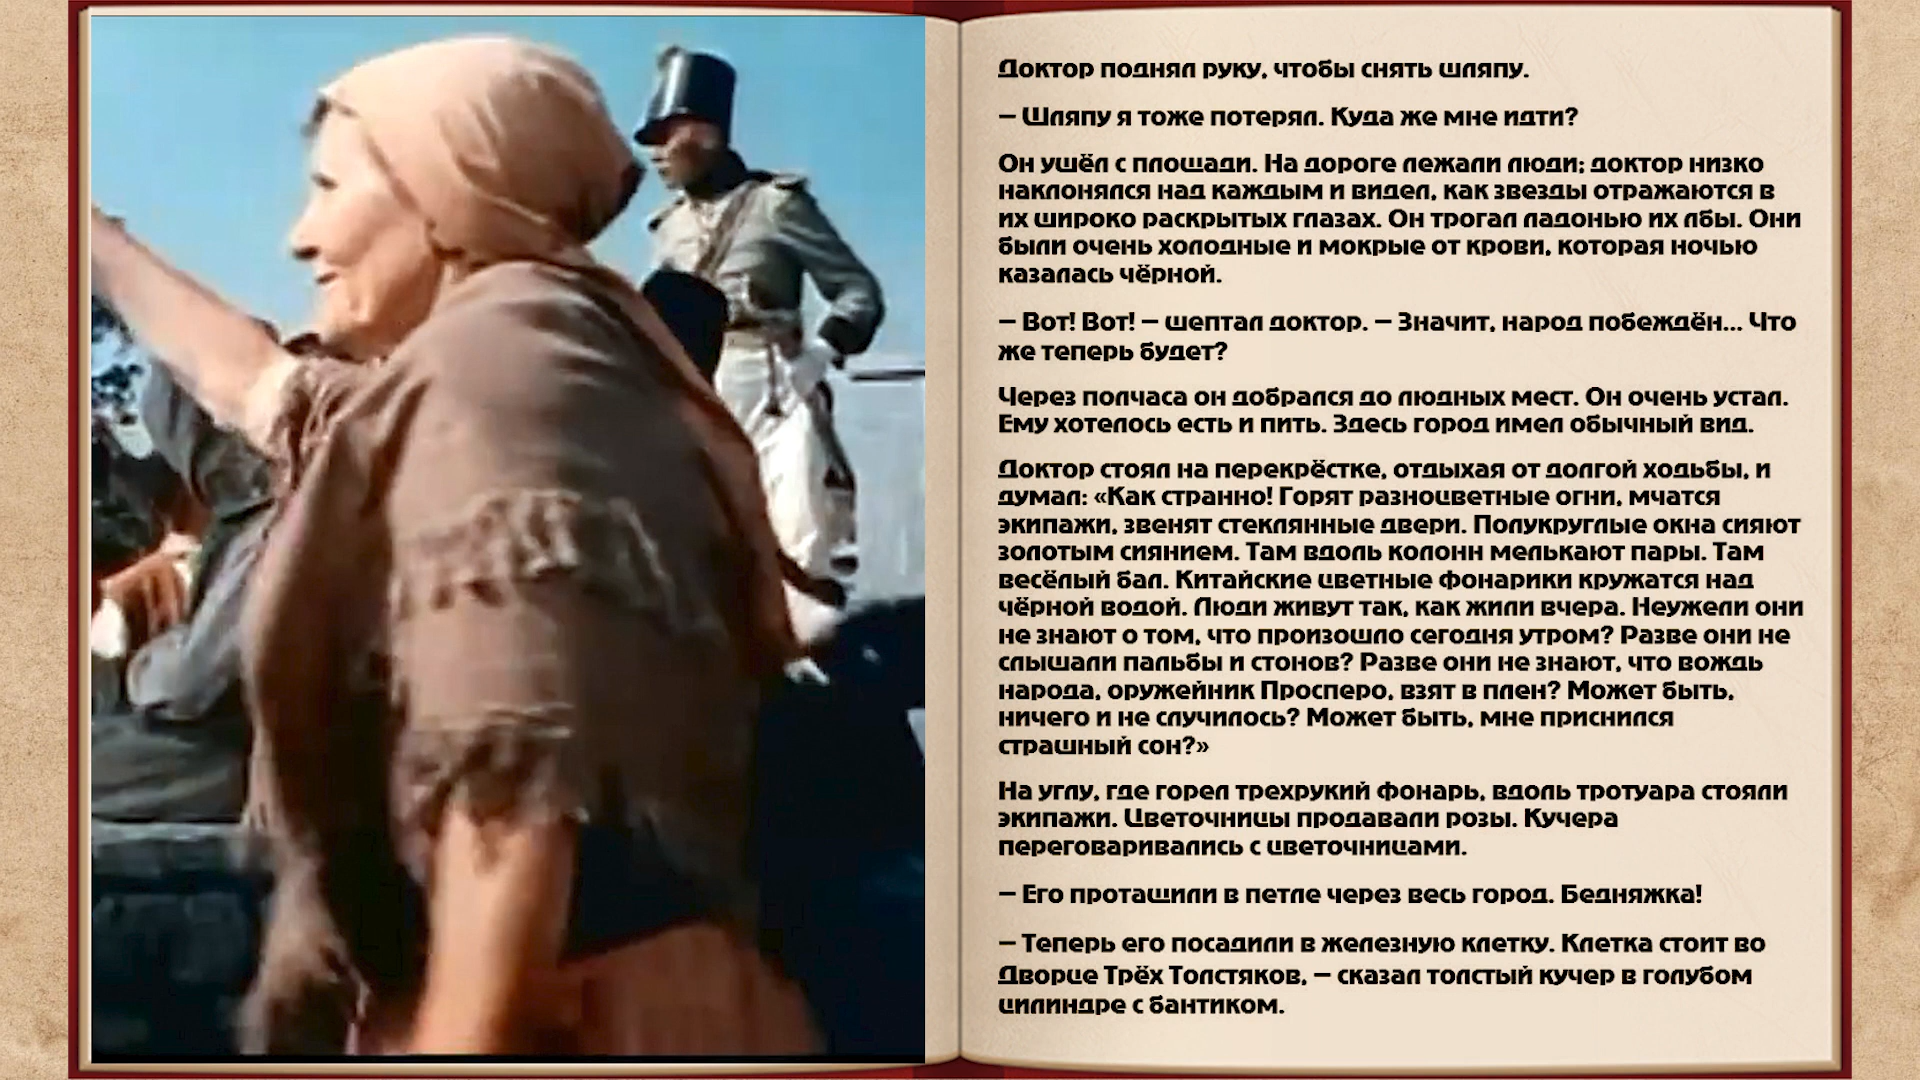 Доктор поднял руку, чтобы снять шляпу.
— Шляпу я тоже потерял. Куда же мне идти?
Он ушёл с площади. На дороге лежали люди; доктор низко
наклонялся над каждым и видел, как звезды отражаются в
их широко раскрытых глазах. Он трогал ладонью их лбы. Они
были очень холодные и мокрые от крови, которая ночью
казалась чёрной.
— Вот! Вот! — шептал доктор. — Значит, народ побеждён... Что
же теперь будет?
Через полчаса он добрался до людных мест. Он очень устал.
Ему хотелось есть и пить. Здесь город имел обычный вид.
Доктор стоял на перекрёстке, отдыхая от долгой ходьбы, и
думал: «Как странно! Горят разноцветные огни, мчатся
экипажи, звенят стеклянные двери. Полукруглые окна сияют
золотым сиянием. Там вдоль колонн мелькают пары. Там
весёлый бал. Китайские цветные фонарики кружатся над
чёрной водой. Люди живут так, как жили вчера. Неужели они
не знают о том, что произошло сегодня утром? Разве они не
слышали пальбы и стонов? Разве они не знают, что вождь
народа, оружейник Просперо, взят в плен? Может быть,
ничего и не случилось? Может быть, мне приснился
страшный сон?»
На углу, где горел трехрукий фонарь, вдоль тротуара стояли
экипажи. Цветочницы продавали розы. Кучера
переговаривались с цветочницами.
— Его протащили в петле через весь город. Бедняжка!
— Теперь его посадили в железную клетку. Клетка стоит во
Дворце Трёх Толстяков, — сказал толстый кучер в голубом
цилиндре с бантиком.